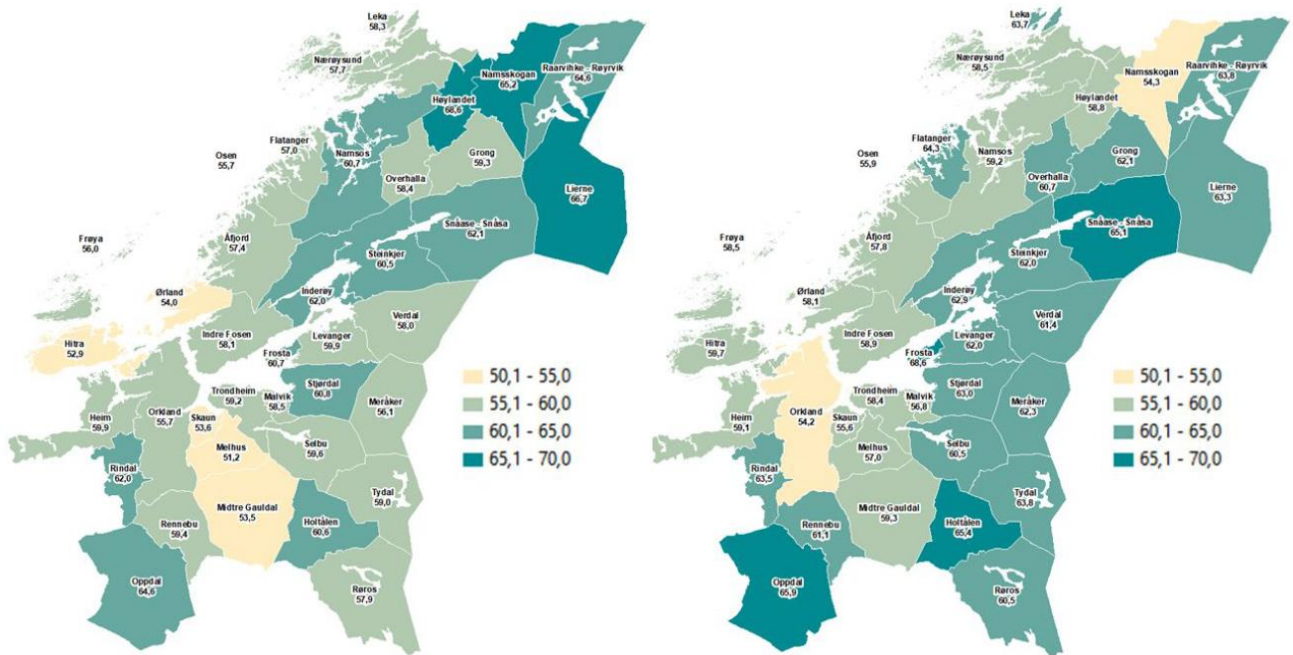 Leka
58,3
Nærøysund
57,7
Namsskogan
65,2
Raarvihke - Røyrvik
64,6
Høylandet
68,6
Flatanger
57,0
Namsos
60,7
Grong
59,3
Osen
55,7
Overhalla
58,4
Lierne
66,7
Snåase - Snåsa
62,1
Frøya
56,0
Åfjord
57,4
Steinkjer
60,5
Ørland
54,0
Inderøy
62,0
Verdal
58,0
Hitra
52,9
Indre Fosen
58,1
Levanger
59,9
Frosta
60,7
Trondheim
59,2
Malvik
58,5
Stjørdal
60,8
Meråker
56,1
Heim
59,9
Orkland
55,7
Skaun
53,6
Melhus
51,2
Selbu
59,6
Rindal
62,0
Tydal
59,0
Midtre Gauldal
53,5
Rennebu
59,4
Holtålen
60,6
Oppdal
64,6
Røros
57,9
50,1 - 55,0
55,1 - 60,0
60,1 - 65,0
65,1 - 70,0
Leka
63,7
Nærøysund
58,5
Namsskogan
54,3
Raarvihke - Røyrvik
63,8
Høylandet
58,8
Flatanger
64,3
Namsos
59,2
Grong
62,1
Osen
55,9
Overhalla
60,7
Lierne
63,3
Snåase - Snåsa
65,1
Frøya
58,5
Åfjord
57,8
Steinkjer
62,0
Ørland
58,1
Inderøy
62,9
Verdal
61,4
Hitra
59,7
Indre Fosen
58,9
Levanger
62,0
Frosta
68,6
Trondheim
58,4
Malvik
56,8
Stjørdal
63,0
Meråker
62,3
Heim
59,1
Orkland
54,2
Skaun
55,6
Melhus
57,0
Selbu
60,5
Rindal
63,5
Tydal
63,8
Midtre Gauldal
59,3
Rennebu
61,1
Holtålen
65,4
Oppdal
65,9
Røros
60,5
50,1 - 55,0
55,1 - 60,0
60,1 - 65,0
65,1 - 70,0